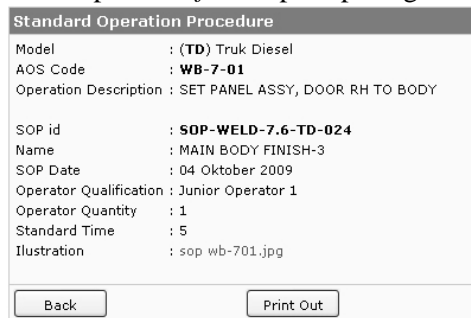 Standard Operation Procedure
Model : (TD) Truk Diesel
AOS Code : WB-7-01
Operation Description : SET PANEL ASSY, DOOR RH TO BODY
SOP id : SOP-WELD-7.6-TD-024
Name : MAIN BODY FINISH-3
SOP Date : 04 Oktober 2009
Operator Qualification : Junior Operator 1
Operator Quantity : 1
Standard Time : 5
Ilustration : sop wb-701.jpg
Back Print Out